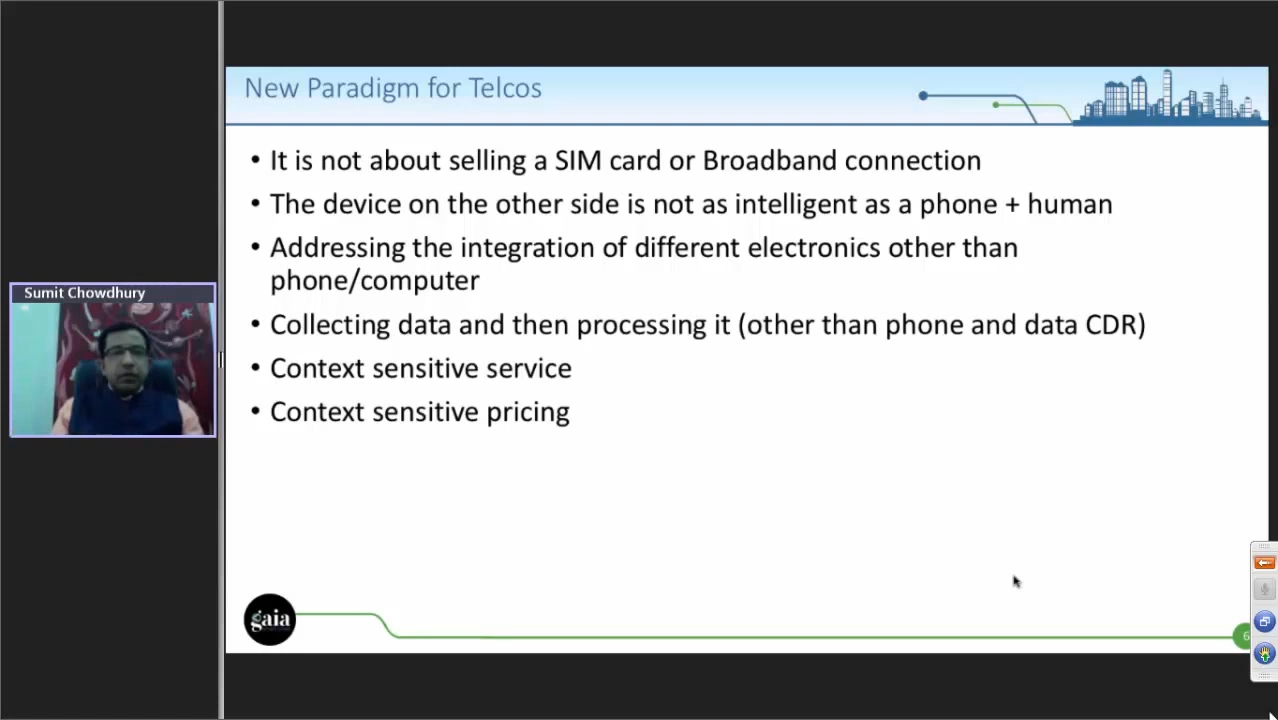 New Paradigm for Telcos
• It is not about selling a SIM card or Broadband connection
• The device on the other side is not as intelligent as a phone + human
• Addressing the integration of different electronics other than
phone/computer
• Collecting data and then processing it (other than phone and data CDR)
• Context sensitive service
• Context sensitive pricing
Sumit Chowdhury
gaia
6